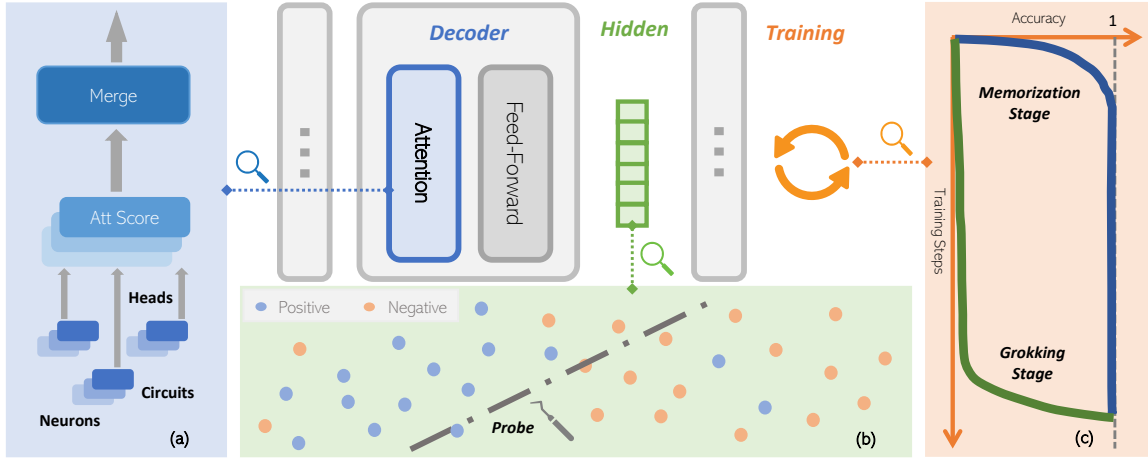 Merge
Att Score
Heads
Neurons
Circuits
(a)
Decoder
Hidden
Training
Attention
Feed-Forward
Positive
Negative
Probe
(b)
Accuracy
1
Memorization
Stage
Training Steps
Grokking
Stage
(c)